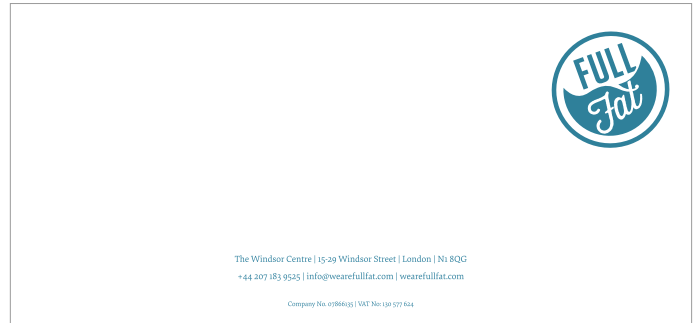 FULL
Fat
The Windsor Centre | 15-29 Windsor Street | London | N1 8QG
+44 207 183 9525 | info@wearefullfat.com | wearefullfat.com
Company No. 07866135 | VAT No: 130 577 624